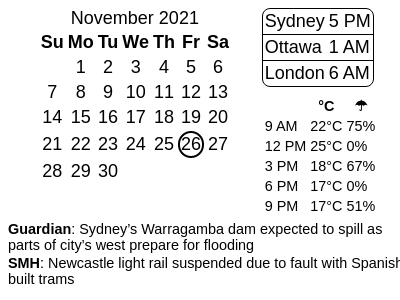 November 2021
Su Mo Tu We Th Fr Sa
1 2 3 4 5 6
7 8 9 10 11 12 13
14 15 16 17 18 19 20
21 22 23 24 25 26 27
28 29 30
Sydney 5 PM
Ottawa 1 AM
London 6 AM
°C ☂
9 AM 22°C 75%
12 PM 25°C 0%
3 PM 18°C 67%
6 PM 17°C 0%
9 PM 17°C 51%
Guardian: Sydney’s Warragamba dam expected to spill as
parts of city’s west prepare for flooding
SMH: Newcastle light rail suspended due to fault with Spanish
built trams